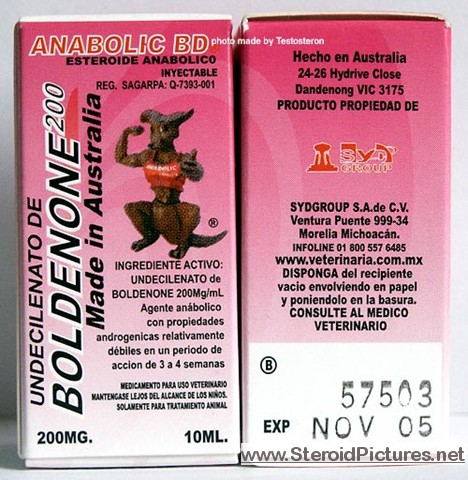 ANABOLIC BD
photo made by Testosteron
ESTEROIDE ANABOLICO
INYECTABLE
REG. SAGARPA: Q-7393-001
UNDECILENATO DE
BOLDENONE 200
Made in Australia
ANABOLIC
®
INGREDIENTE ACTIVO:
UNDECILENATO de
BOLDENONE 200Mg/mL
Agente anábolico
con propiedades
androgenicas relativamente
débiles en un periodo de
accion de 3 a 4 semanas
MEDICAMENTO PARA USO VETERINARIO
MANTENGASE LEJOS DEL ALCANCE DE LOS NIÑOS.
SOLAMENTE PARA TRATAMIENTO ANIMAL
200MG. 10ML.
Hecho en Australia
24-26 Hydrive Close
Dandenong VIC 3175
PRODUCTO PROPIEDAD DE
SYD
GROUP
SYDGROUP S.A.de C.V.
Ventura Puente 999-34
Morelia Michoacán.
INFOLINE 01 800 557 6485
www.veterinaria.com.mx
DISPONGA del recipiente
vacio envolviendo en papel
y poniendolo en la basura.
CONSULTE AL MEDICO
VETERINARIO
B 57503
EXP NOV 05
www.SteroidPictures.net